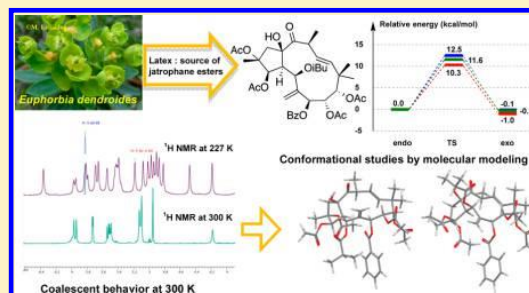 ©M.
Euphorbia dendroides
Latex : source of
jatrophane esters
HO
O
AcO
H
OiBu
AcO
BzO
OAc
OAc
Relative energy (kcal/mol)
15
10
5
0
-5
12.5
11.6
10.3
0.0
-0.1
-1.0
endo
TS
exo
Conformational studies by molecular modeling
¹H NMR at 227 K
¹H NMR at 300 K
Coalescent behavior at 300 K